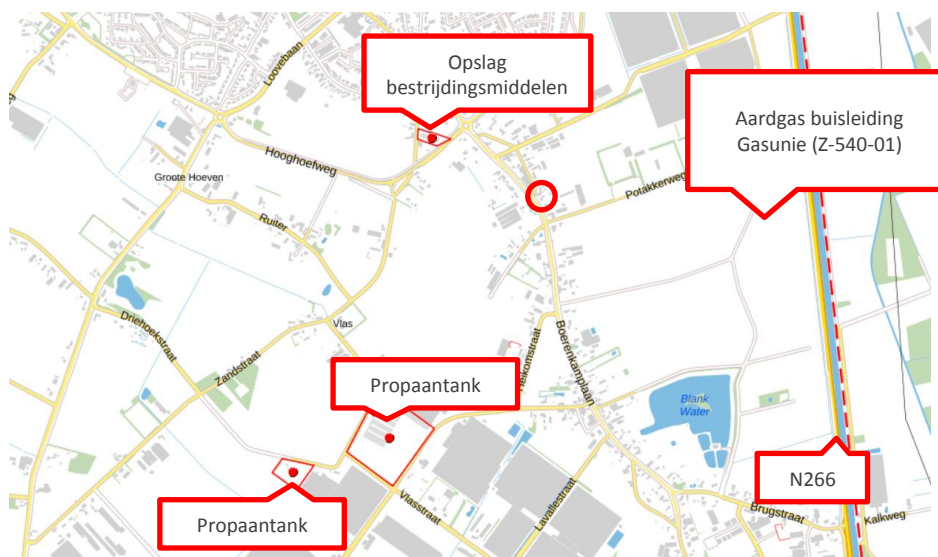 Opslag
bestrijdingsmiddelen
Loovebaan
Aardgas buisleiding
Gasunie (Z-540-01)
Hooghoefweg
Groote Hoeven
Potakkerweg
Ruiter
Vlas
Driehoekstraat
Zandstraat
Heikomstraat
Boerenkamplaan
Propaantank
Blank
Water
N266
Propaantank
Vlasstraat
Lavallestraat
Brugstraat
Kalkweg